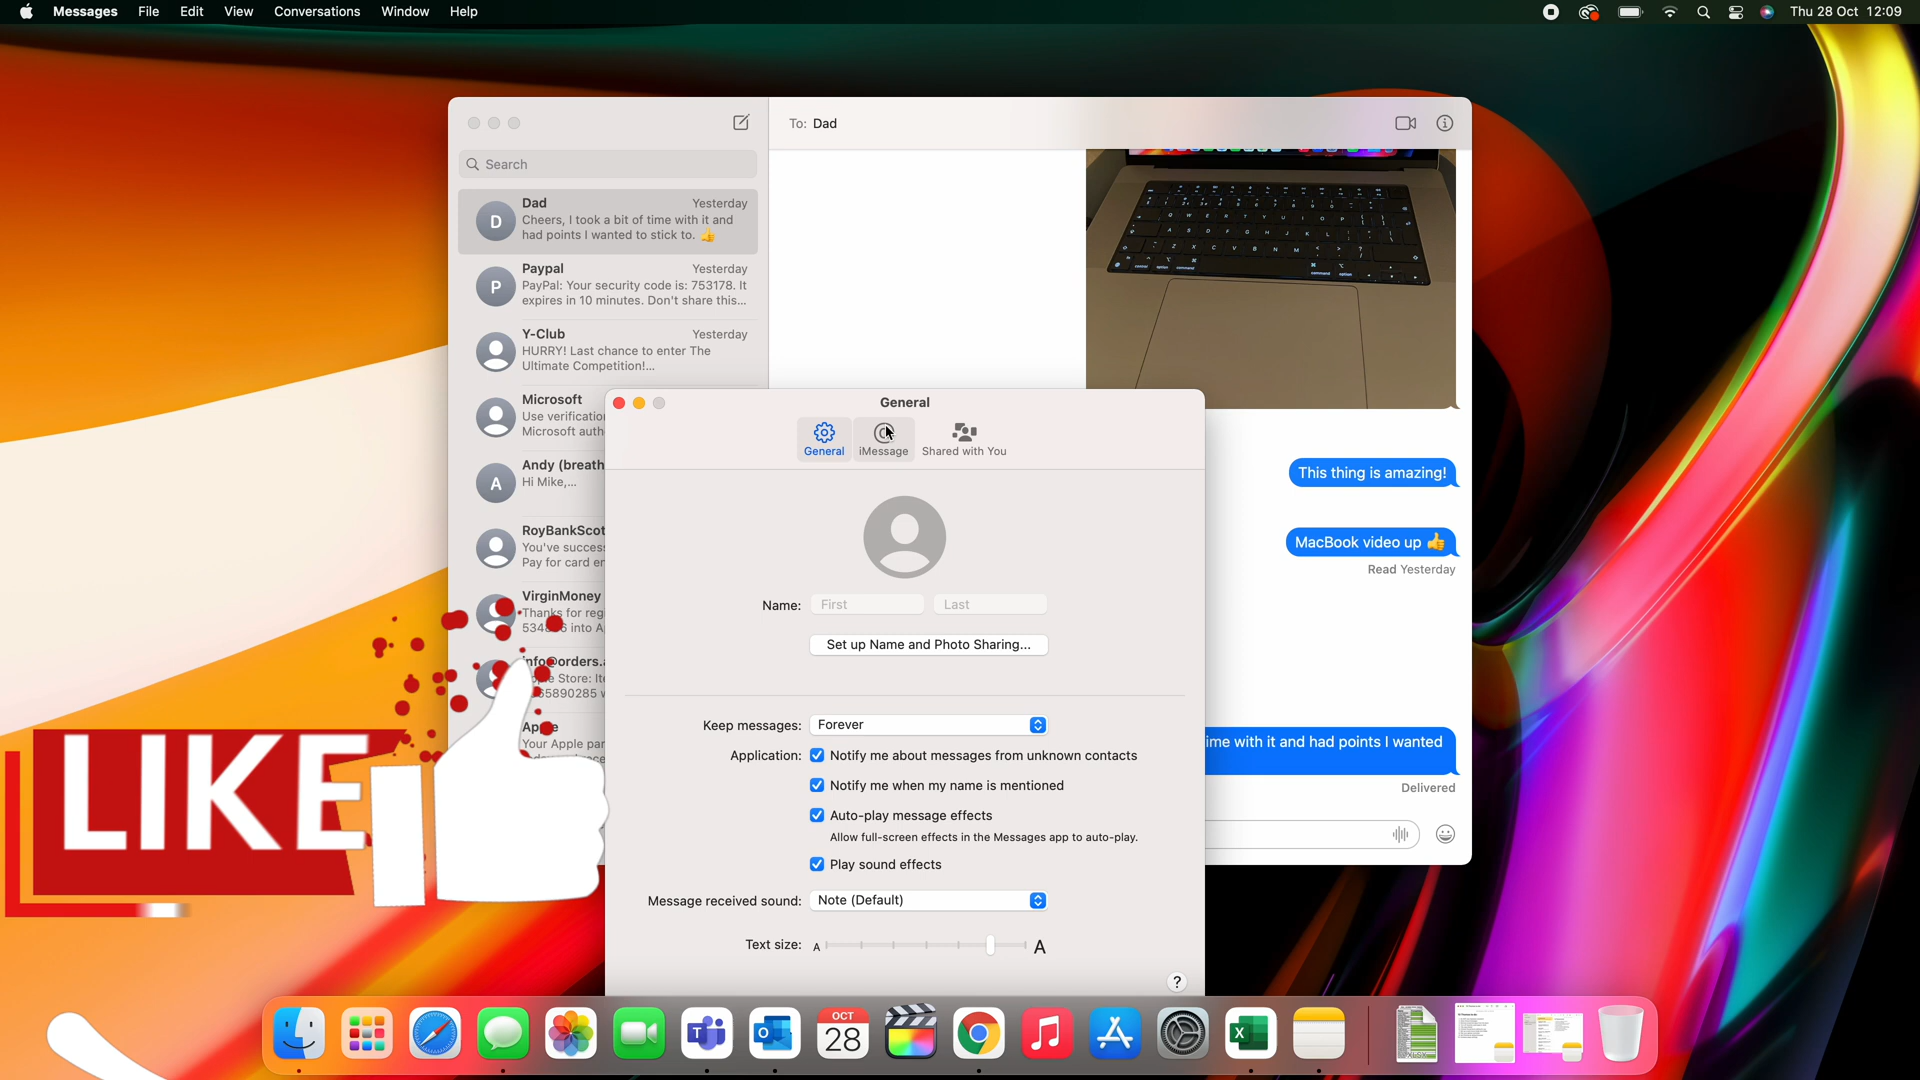 Messages File Edit View Conversations Window Help
Thu 28 Oct 12:09
Search
To: Dad
Dad Yesterday
Cheers, I took a bit of time with it and
had points I wanted to stick to. 👍
Paypal Yesterday
PayPal: Your security code is: 753178. It
expires in 10 minutes. Don't share this...
Y-Club Yesterday
HURRY! Last chance to enter The
Ultimate Competition!...
Microsoft
Microsoft auth
Andy (breath
Hi Mike,...
RoyBankScot
You've success
Pay for card en
VirginMoney
Thanks for reg
into A
D
P
A
General
General iMessage Shared with You
Name: First Last
Set up Name and Photo Sharing...
Keep messages: Forever
Application: Notify me about messages from unknown contacts
Notify me when my name is mentioned
Auto-play message effects
Allow full-screen effects in the Messages app to auto-play.
Play sound effects
Message received sound: Note (Default)
Text size: A A
?
This thing is amazing!
MacBook video up 👍
Read Yesterday
ime with it and had points I wanted
Delivered
LIKE
OCT
28